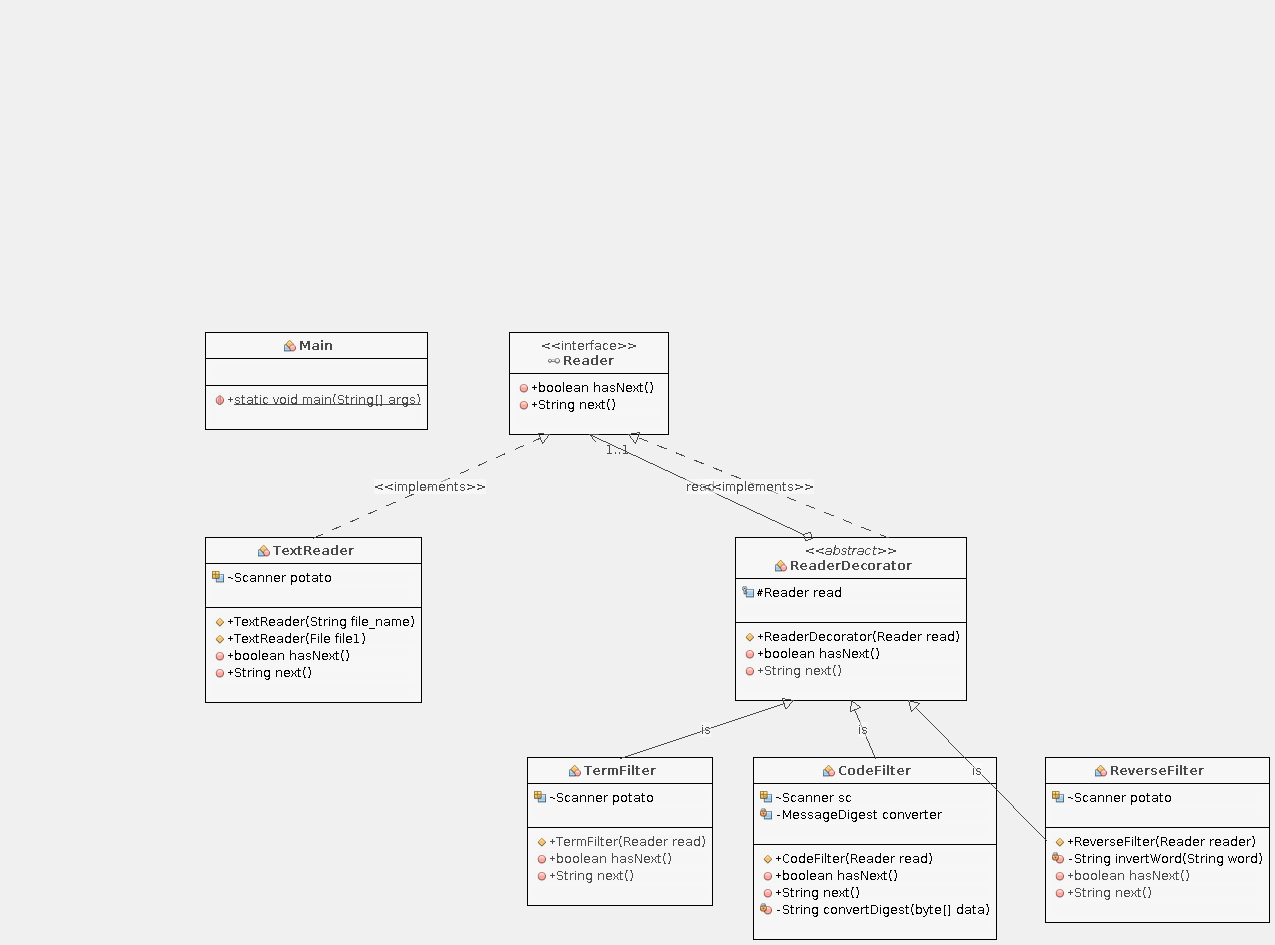 Main
+static void main(String[] args)
<<interface>>
Reader
+boolean hasNext()
+String next()
1..1
<<implements>>
read
<<implements>>
TextReader
~Scanner potato
+TextReader(String file_name)
+TextReader(File file1)
+boolean hasNext()
+String next()
<<abstract>>
ReaderDecorator
#Reader read
+ReaderDecorator(Reader read)
+boolean hasNext()
+String next()
is
is
is
TermFilter
~Scanner potato
+TermFilter(Reader read)
+boolean hasNext()
+String next()
CodeFilter
~Scanner sc
-MessageDigest converter
+CodeFilter(Reader read)
+boolean hasNext()
+String next()
-String convertDigest(byte[] data)
ReverseFilter
~Scanner potato
+ReverseFilter(Reader reader)
-String invertWord(String word)
+boolean hasNext()
+String next()